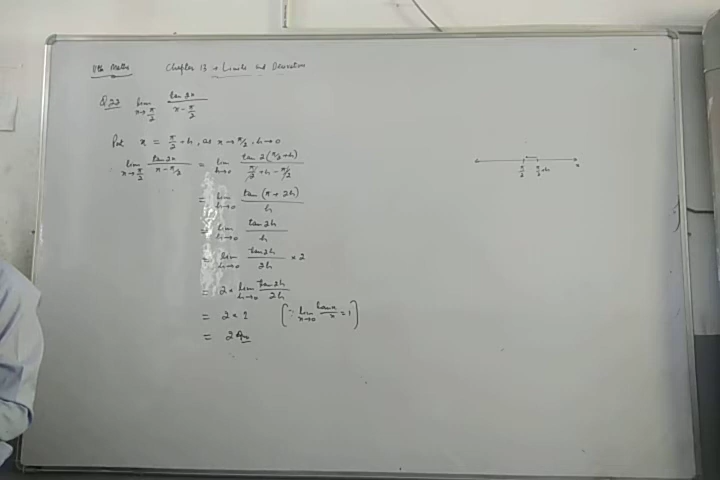 11th Maths Chapter 13 → Limits and Derivatives
Q.22 lim x→π/2 tan 2x / x - π/2
Put x = π/2 + h, as x → π/2, h → 0
∴ lim x→π/2 tan 2x / x - π/2 = lim h→0 tan 2(π/2 + h) / π/2 + h - π/2
= lim h→0 tan (π + 2h) / h
= lim h→0 tan 2h / h
= lim h→0 tan 2h / 2h × 2
= 2 × lim h→0 tan 2h / 2h
= 2 × 1 (∵ lim x→0 tan x / x = 1)
= 2 Ans
π/2 π/2+h